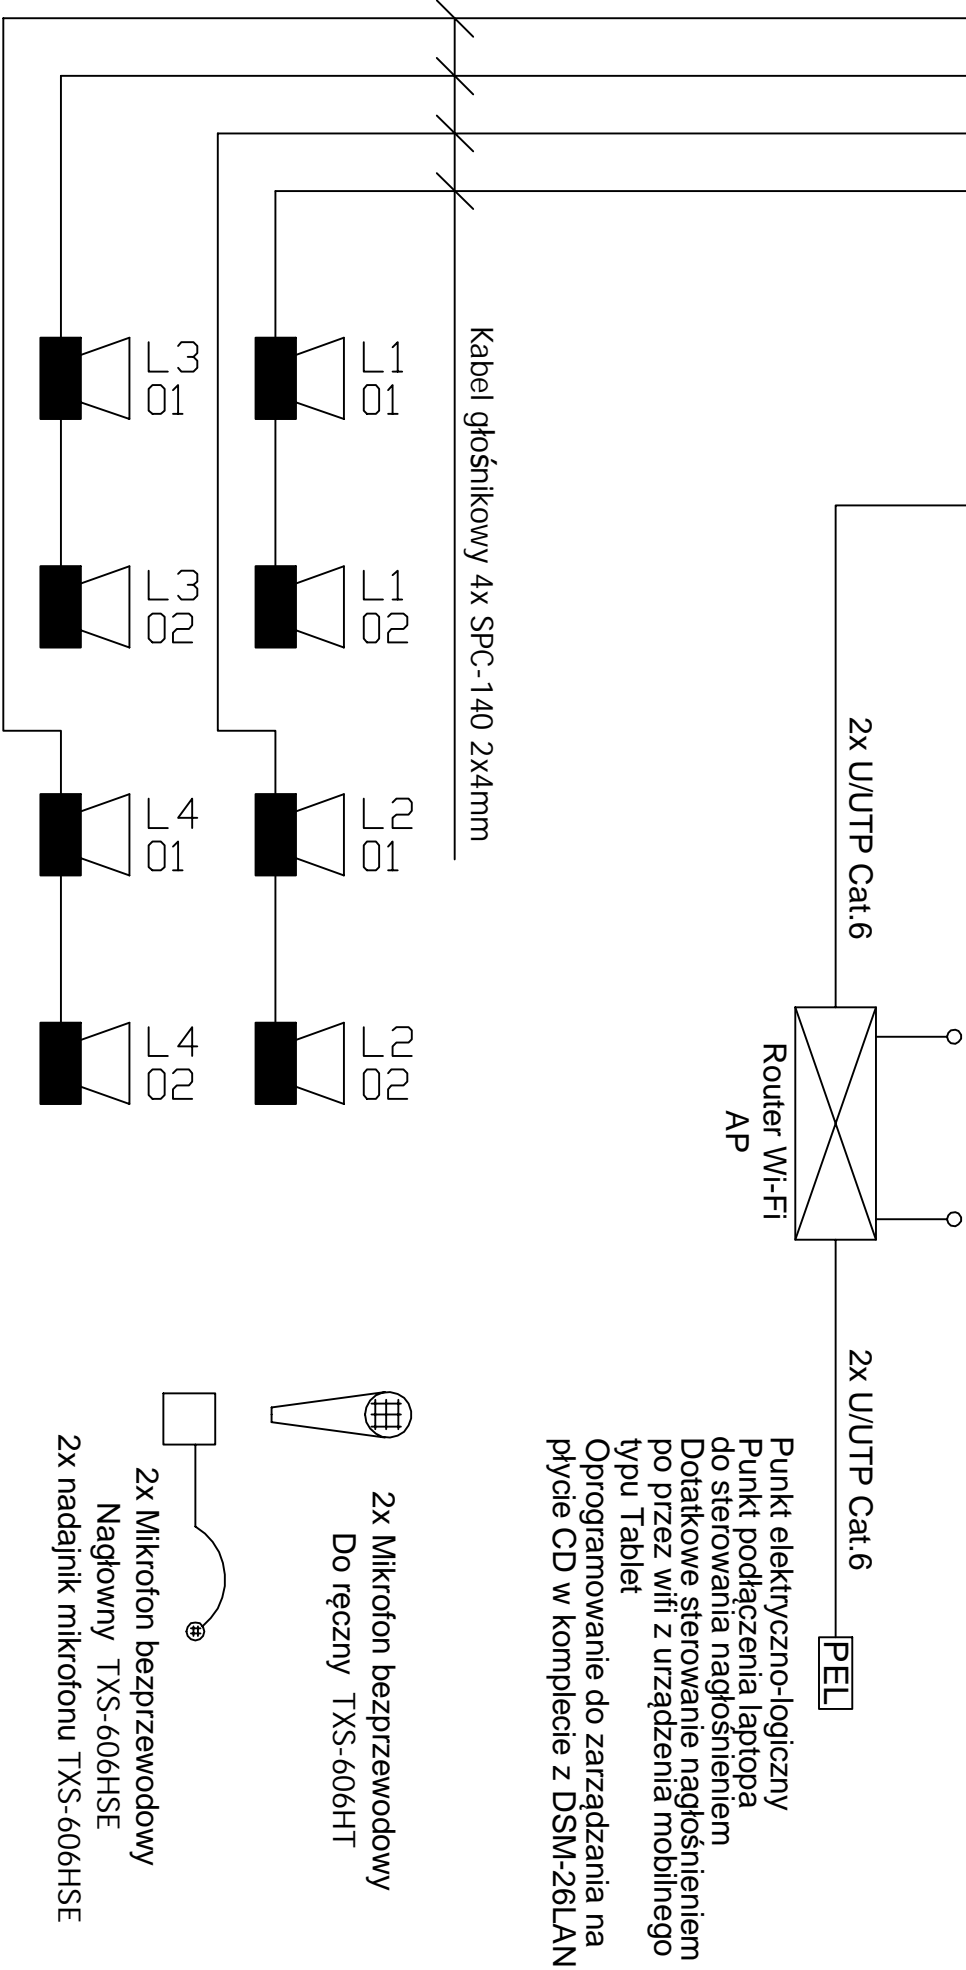 2x U/UTP Cat.6
2x U/UTP Cat.6
PEL
Router Wi-Fi
AP
Punkt elektryczno-logiczny
Punkt podłączenia laptopa
do sterowania nagłośnieniem
Dotatkowe sterowanie nagłośnieniem
po przez wifi z urządzenia mobilnego
typu Tablet
Oprogramowanie do zarządzania na
płycie CD w komplecie z DSM-26LAN
Kabel głośnikowy 4x SPC-140 2x4mm
L1
01
L1
02
L2
01
L2
02
L3
01
L3
02
L4
01
L4
02
2x Mikrofon bezprzewodowy
Do ręczny TXS-606HT
2x Mikrofon bezprzewodowy
Nagłowny TXS-606HSE
2x nadajnik mikrofonu TXS-606HSE